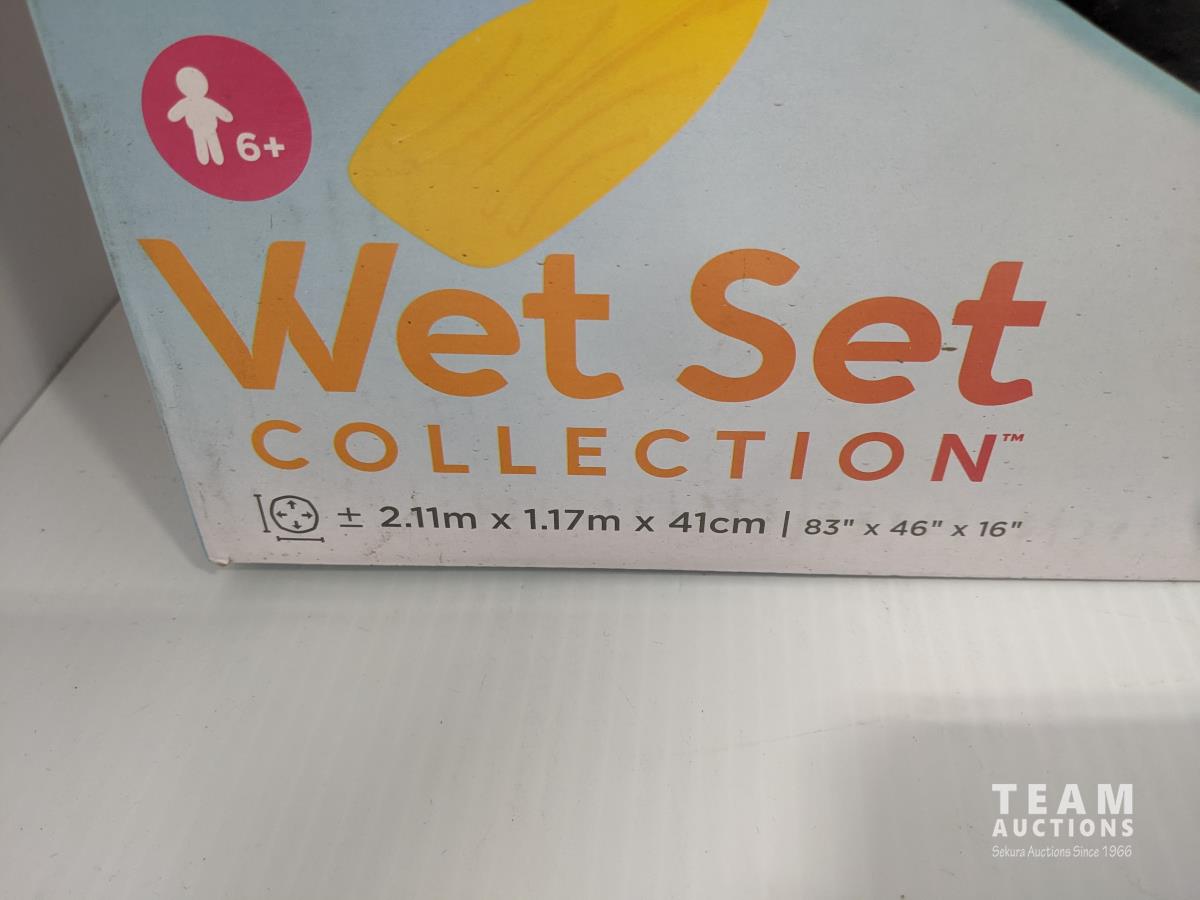 6+
Wet Set
COLLECTION™
± 2.11m x 1.17m x 41cm | 83" x 46" x 16"
TEAM
AUCTIONS
Sekura Auctions Since 1966